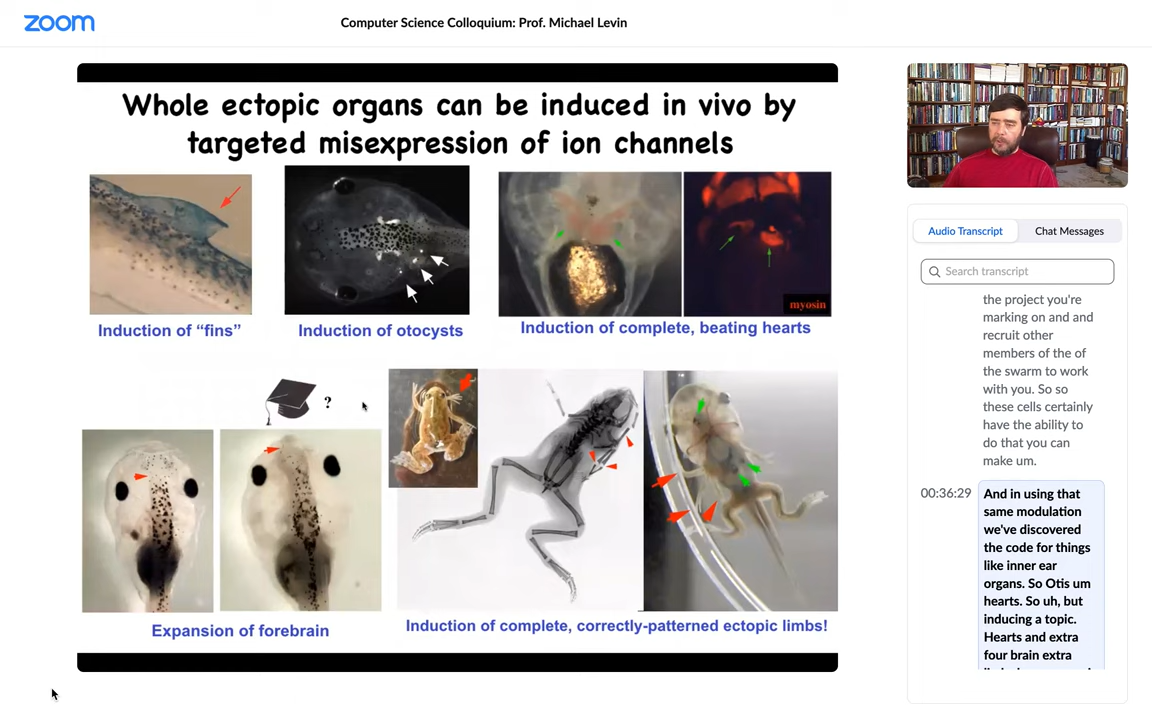 zoom
Computer Science Colloquium: Prof. Michael Levin
Whole ectopic organs can be induced in vivo by
targeted misexpression of ion channels
Induction of “fins”
Induction of otocysts
myosin
Induction of complete, beating hearts
?
Expansion of forebrain
Induction of complete, correctly-patterned ectopic limbs!
Audio Transcript
Chat Messages
Search transcript
the project you're
marking on and and
recruit other
members of the of
the swarm to work
with you. So so
these cells certainly
have the ability to
do that you can
make um.
00:36:29
And in using that
same modulation
we've discovered
the code for things
like inner ear
organs. So Otis um
hearts. So uh, but
inducing a topic.
Hearts and extra
four brain extra